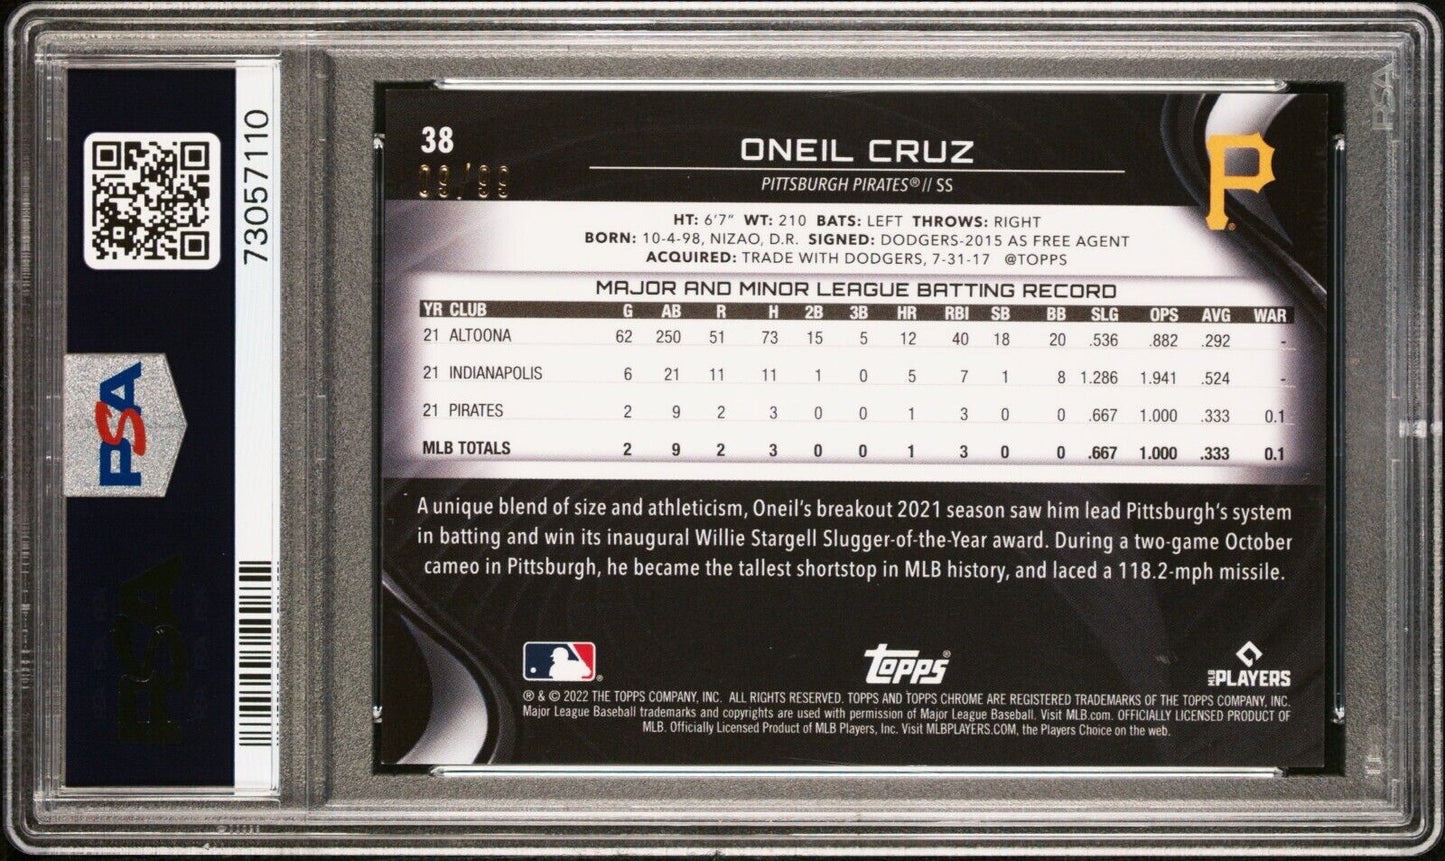 73057110
PSA
PSA
38
ONEIL CRUZ
PITTSBURGH PIRATES® // SS
P
HT: 6'7" WT: 210 BATS: LEFT THROWS: RIGHT
BORN: 10-4-98, NIZAO, D.R. SIGNED: DODGERS-2015 AS FREE AGENT
ACQUIRED: TRADE WITH DODGERS, 7-31-17 @TOPPS
MAJOR AND MINOR LEAGUE BATTING RECORD
YR CLUB G AB R H 2B 3B HR RBI SB BB SLG OPS AVG WAR
21 ALTOONA 62 250 51 73 15 5 12 40 18 20 .536 .882 .292 -
21 INDIANAPOLIS 6 21 11 11 1 0 5 7 1 8 1.286 1.941 .524 -
21 PIRATES 2 9 2 3 0 0 1 3 0 0 .667 1.000 .333 0.1
MLB TOTALS 2 9 2 3 0 0 1 3 0 0 .667 1.000 .333 0.1
A unique blend of size and athleticism, Oneil's breakout 2021 season saw him lead Pittsburgh's system
in batting and win its inaugural Willie Stargell Slugger-of-the-Year award. During a two-game October
cameo in Pittsburgh, he became the tallest shortstop in MLB history, and laced a 118.2-mph missile.
TOPPS®
MLB PLAYERS
® & © 2022 THE TOPPS COMPANY, INC. ALL RIGHTS RESERVED. TOPPS AND TOPPS CHROME ARE REGISTERED TRADEMARKS OF THE TOPPS COMPANY, INC.
Major League Baseball trademarks and copyrights are used with permission of Major League Baseball. Visit MLB.com. OFFICIALLY LICENSED PRODUCT OF
MLB. Officially Licensed Product of MLB Players, Inc. Visit MLBPLAYERS.COM, the Players Choice on the web.
PSA